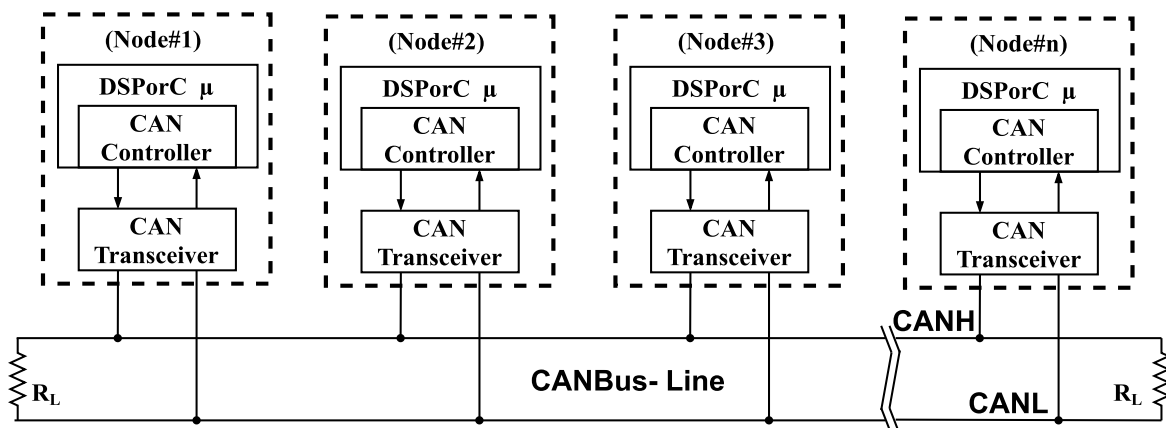 (Node#1)
DSPorC μ
CAN
Controller
CAN
Transceiver
(Node#2)
DSPorC μ
CAN
Controller
CAN
Transceiver
(Node#3)
DSPorC μ
CAN
Controller
CAN
Transceiver
(Node#n)
DSPorC μ
CAN
Controller
CAN
Transceiver
CANH
RL
CANBus- Line
CANL
RL